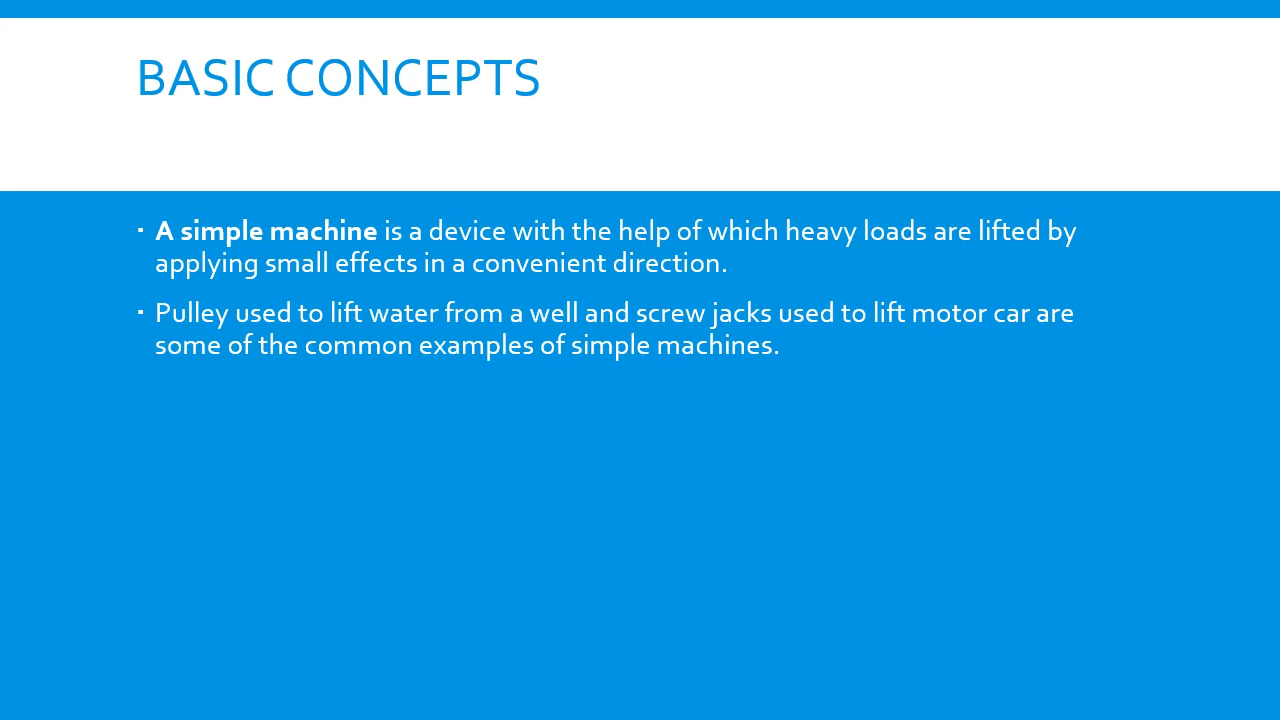 BASIC CONCEPTS
▪ A simple machine is a device with the help of which heavy loads are lifted by
applying small effects in a convenient direction.
▪ Pulley used to lift water from a well and screw jacks used to lift motor car are
some of the common examples of simple machines.